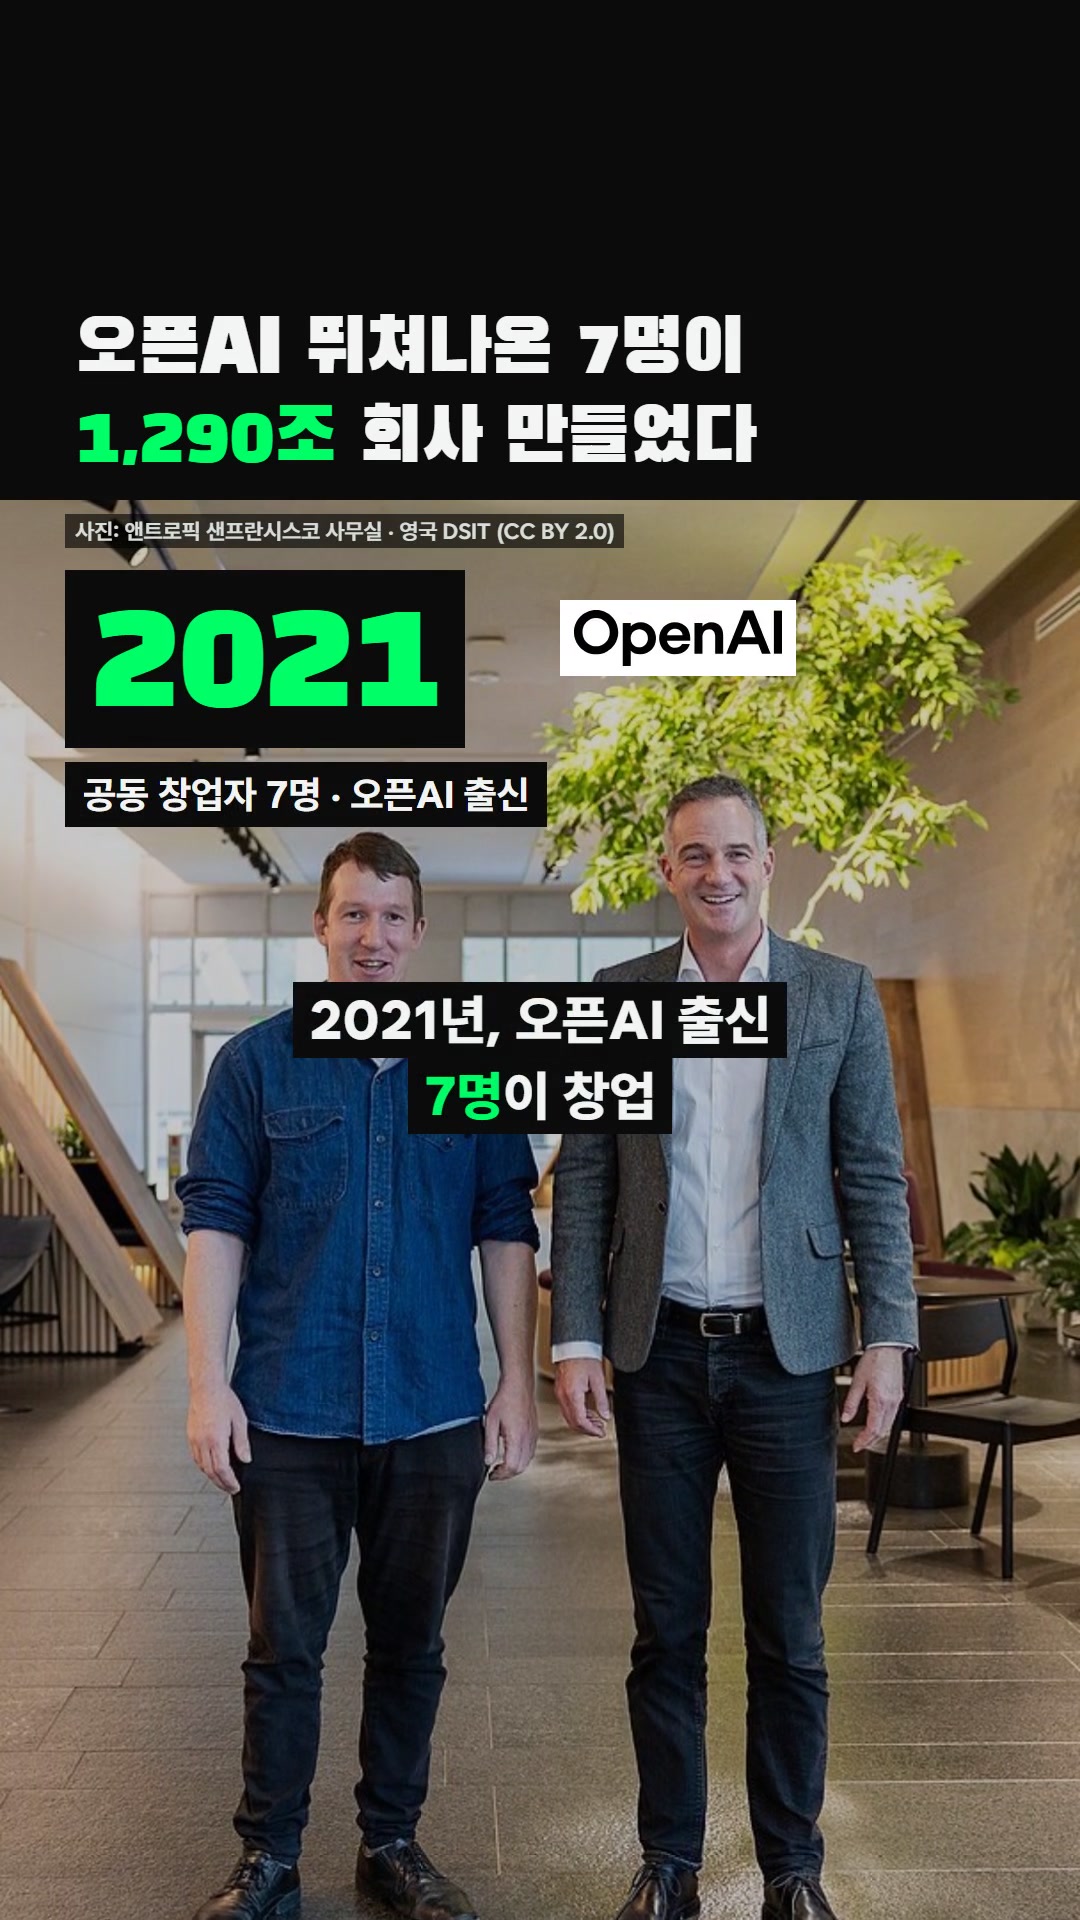 오픈AI 뛰쳐나온 7명이
1,290조 회사 만들었다
사진: 앤트로픽 샌프란시스코 사무실 · 영국 DSIT (CC BY 2.0)
2021
OpenAI
공동 창업자 7명 · 오픈AI 출신
2021년, 오픈AI 출신
7명이 창업